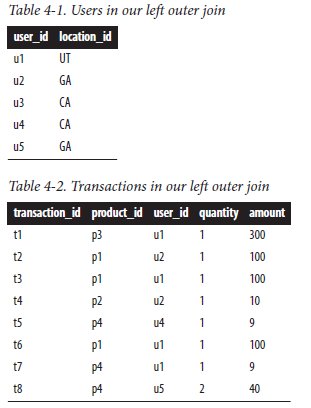 Table 4-1. Users in our left outer join
user_id location_id
u1 UT
u2 GA
u3 CA
u4 CA
u5 GA
Table 4-2. Transactions in our left outer join
transaction_id product_id user_id quantity amount
t1 p3 u1 1 300
t2 p1 u2 1 100
t3 p1 u1 1 100
t4 p2 u2 1 10
t5 p4 u4 1 9
t6 p1 u1 1 100
t7 p4 u1 1 9
t8 p4 u5 2 40